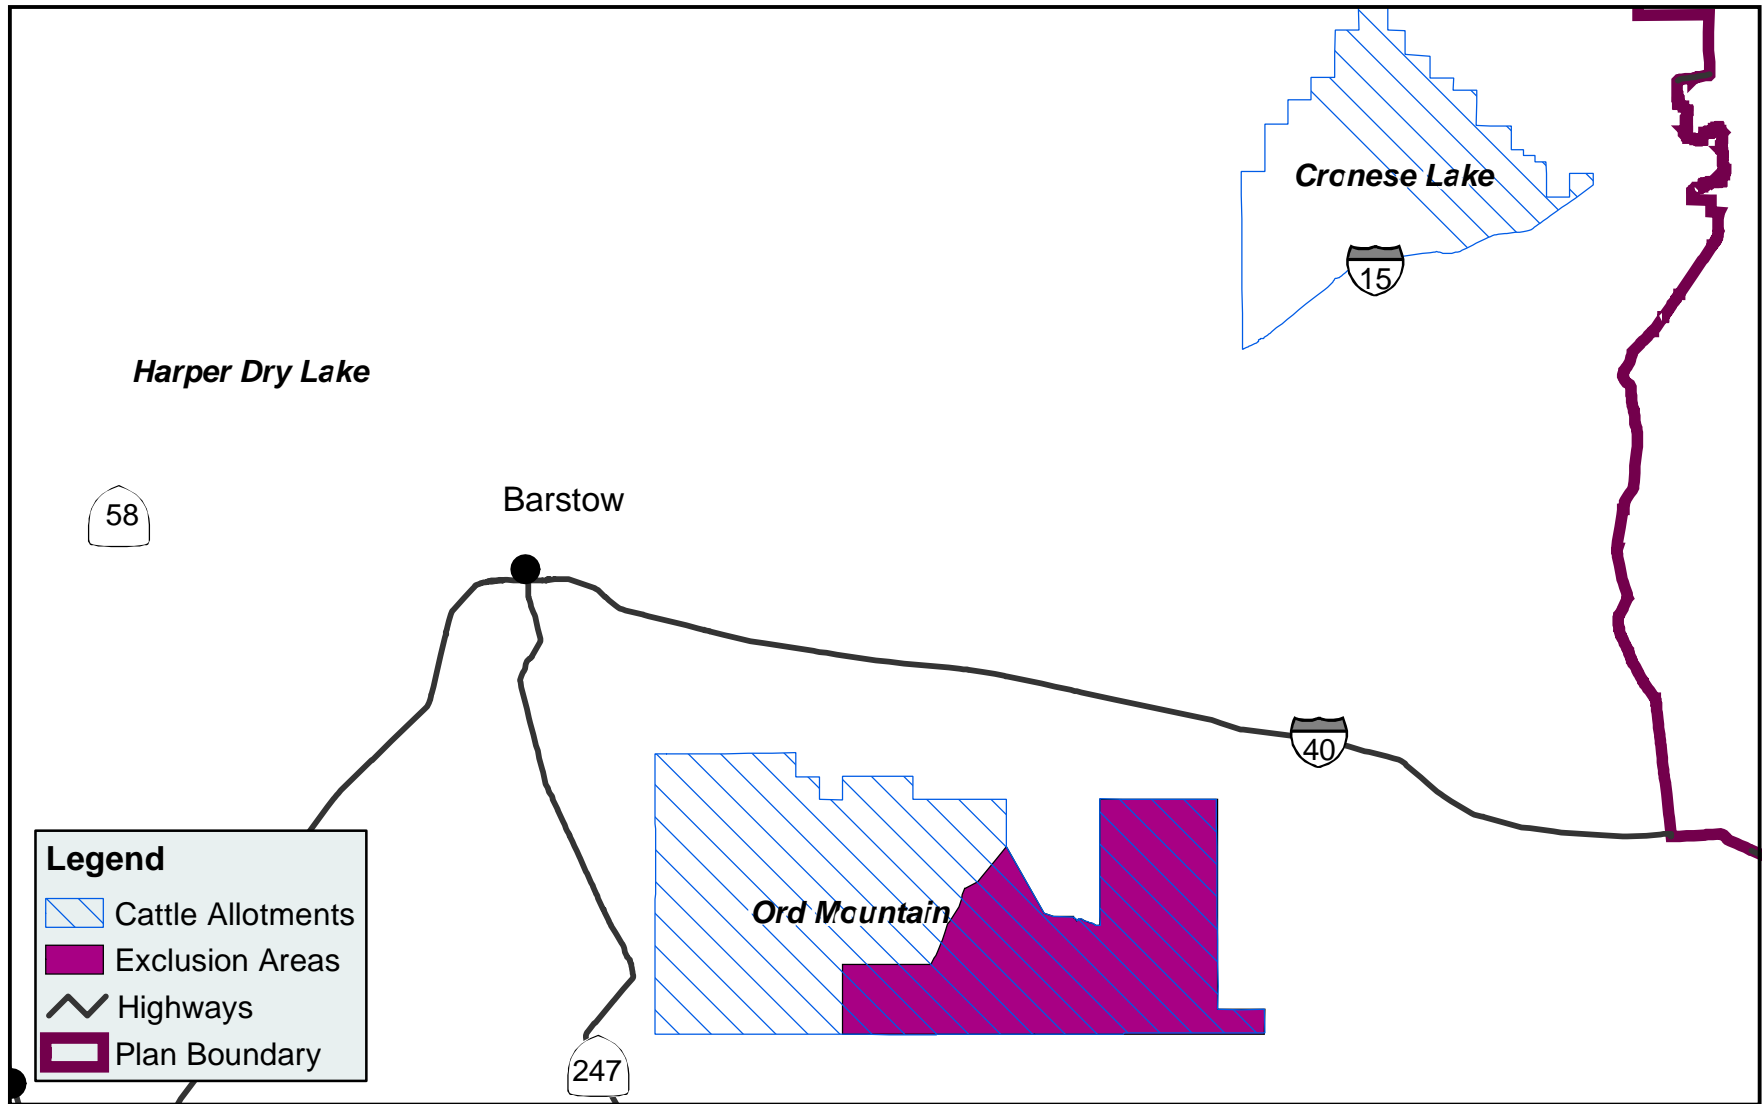 Cronese Lake
15
Harper Dry Lake
Barstow
58
40
Ord Mountain
247
Legend
Cattle Allotments
Exclusion Areas
Highways
Plan Boundary